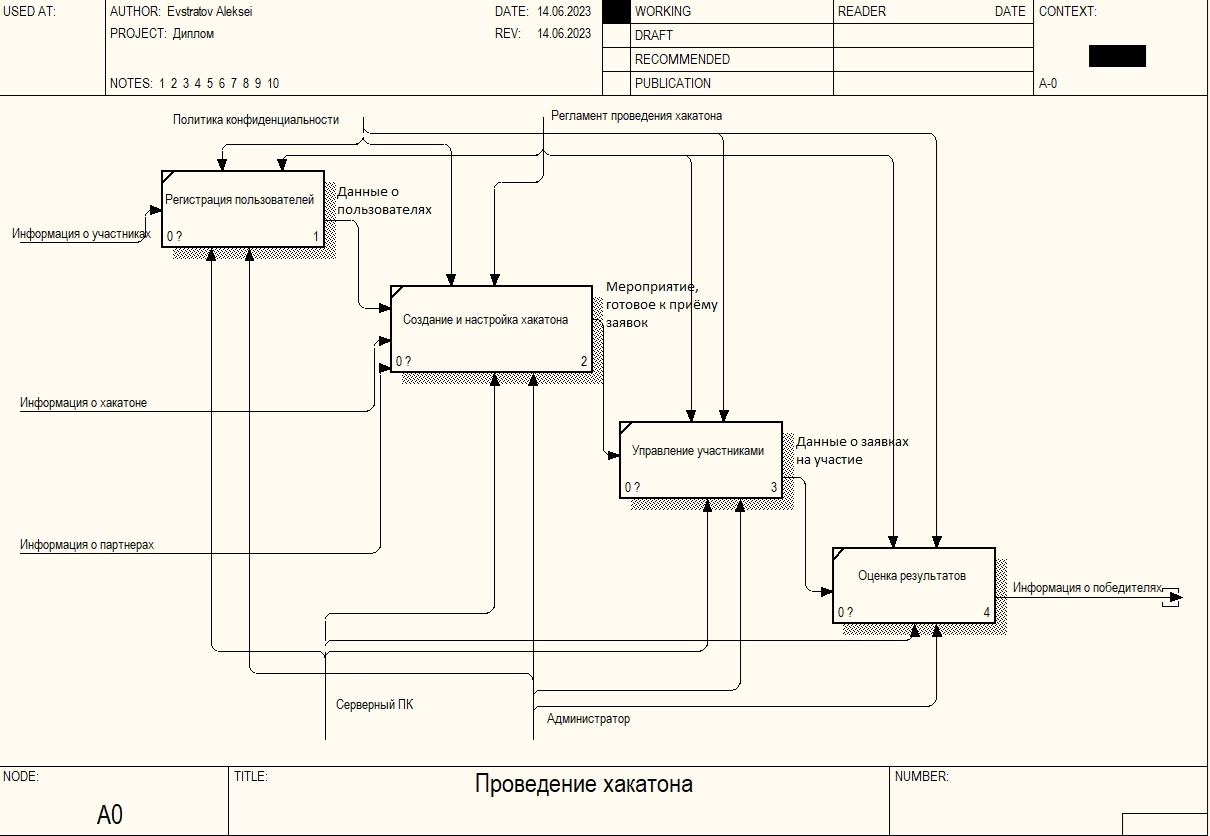 USED AT:
AUTHOR: Evstratov Aleksei
DATE: 14.06.2023
PROJECT: Диплом
REV: 14.06.2023
NOTES: 1 2 3 4 5 6 7 8 9 10
WORKING
DRAFT
RECOMMENDED
PUBLICATION
READER
DATE
CONTEXT:
A-0
Политика конфиденциальности
Регламент проведения хакатона
Регистрация пользователей
0 ?
1
Данные о
пользователях
Информация о участниках
Мероприятие,
готовое к приёму
заявок
Создание и настройка хакатона
0 ?
2
Информация о хакатоне
Управление участниками
0 ?
3
Данные о заявках
на участие
Информация о партнерах
Оценка результатов
0 ?
4
Информация о победителях
Серверный ПК
Администратор
NODE:
A0
TITLE:
Проведение хакатона
NUMBER: